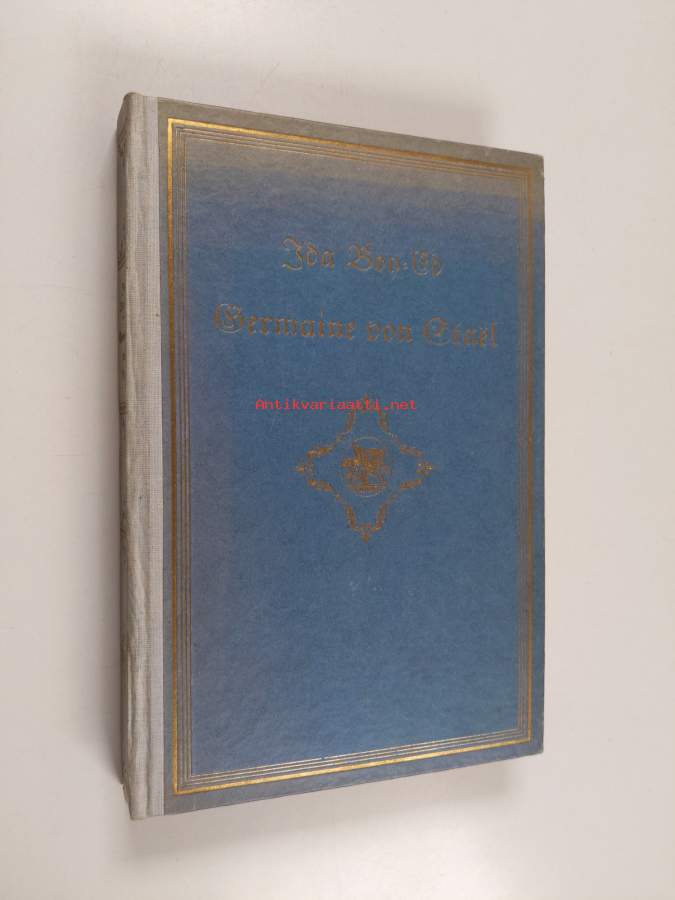 Ida Boy-Ed
Germaine von Staël
Antikvariaatti.net